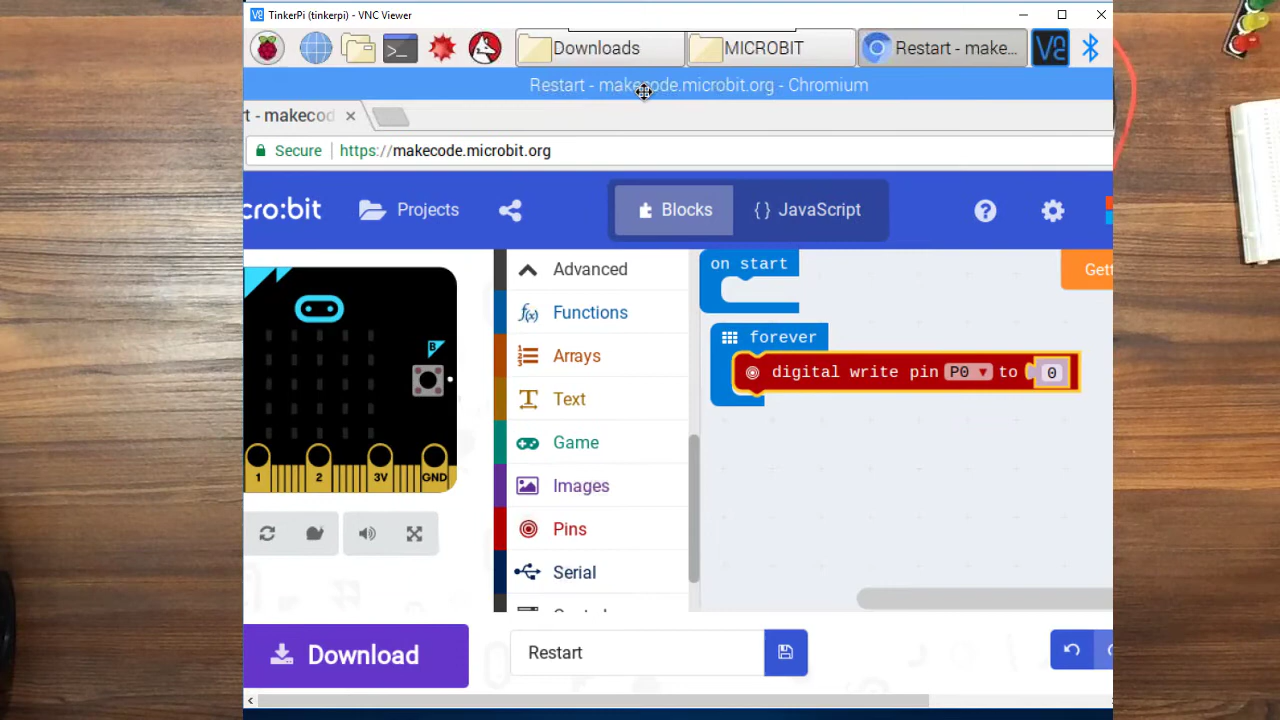 TinkerPi (tinkerpi) - VNC Viewer
Downloads
MICROBIT
Restart - make...
Restart - makecode.microbit.org - Chromium
t - makecod
Secure
https://makecode.microbit.org
cro:bit
Projects
Blocks
{ } JavaScript
?
B
1
2
3V
GND
Advanced
f(x) Functions
Arrays
Text
Game
Images
Pins
Serial
on start
Gett
forever
digital write pin P0 to 0
Download
Restart